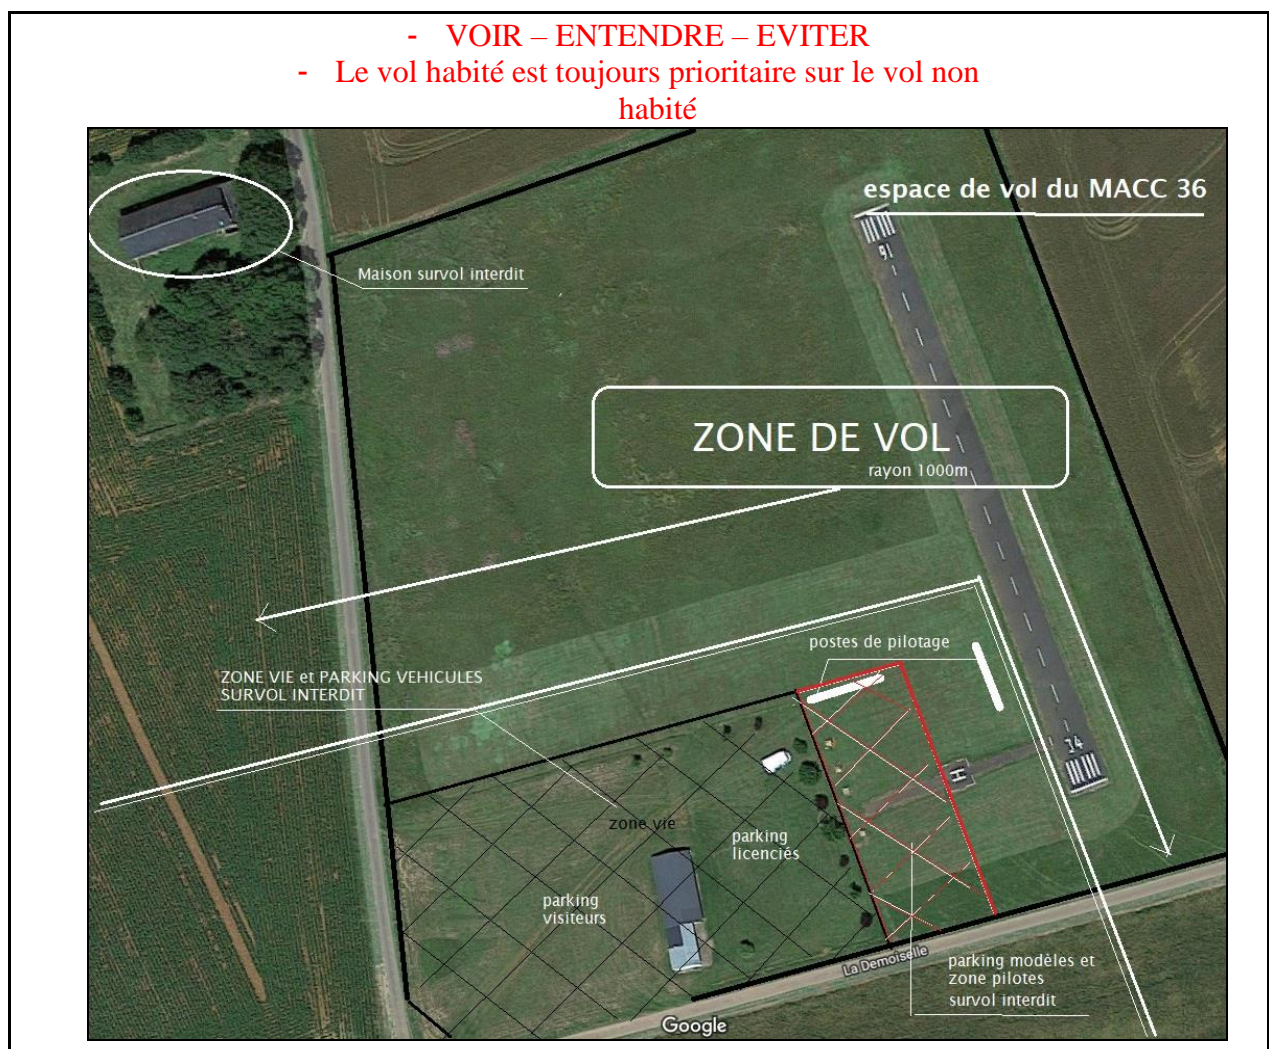 - VOIR – ENTENDRE – EVITER
- Le vol habité est toujours prioritaire sur le vol non
habité
espace de vol du MACC 36
16
Maison survol interdit
ZONE DE VOL
rayon 1000m
postes de pilotage
ZONE VIE et PARKING VEHICULES
SURVOL INTERDIT
34
H
zone vie
parking
licenciés
parking
visiteurs
La Demoiselle
parking modèles et
zone pilotes
survol interdit
Google